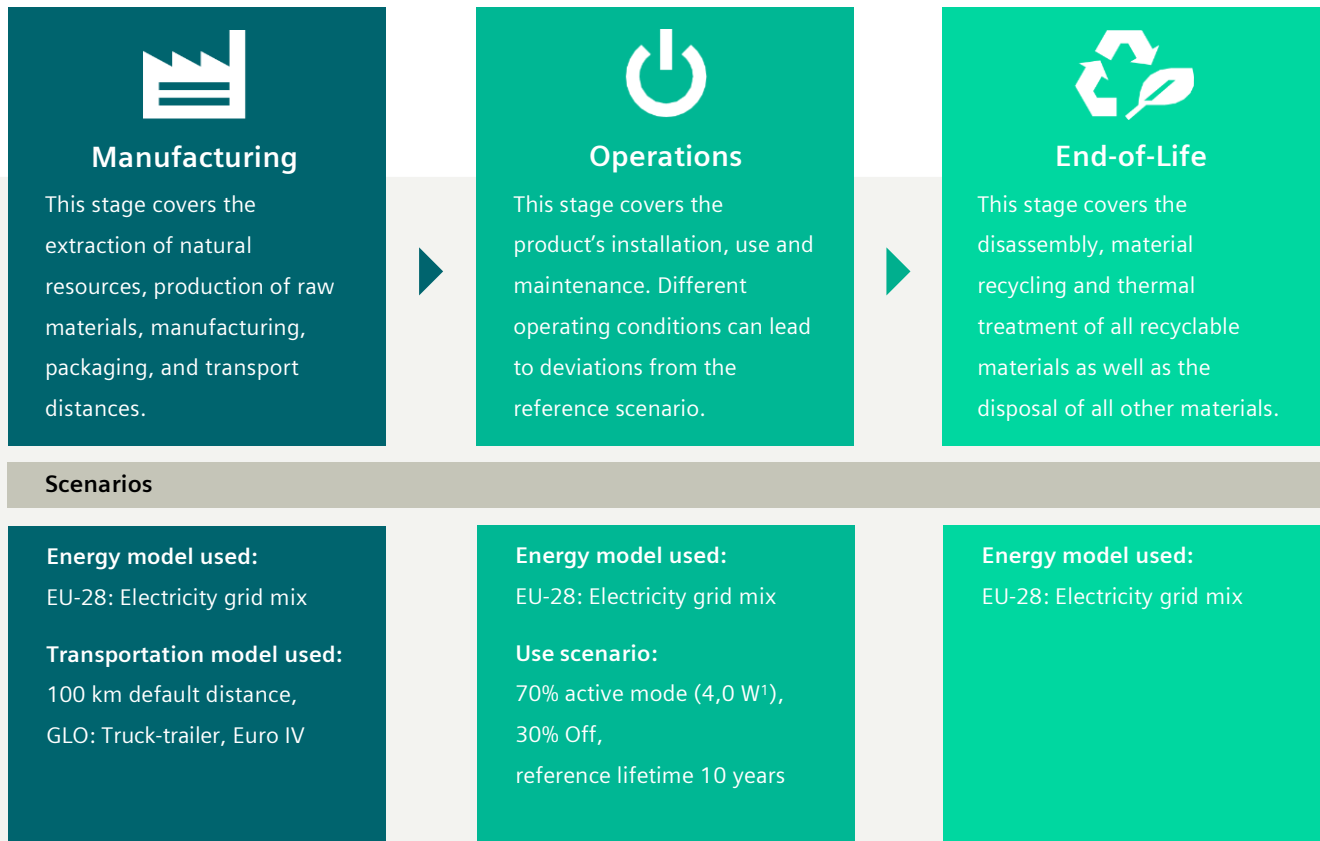 Manufacturing
This stage covers the
extraction of natural
resources, production of raw
materials, manufacturing,
packaging, and transport
distances.
Operations
This stage covers the
product’s installation, use and
maintenance. Different
operating conditions can lead
to deviations from the
reference scenario.
End-of-Life
This stage covers the
disassembly, material
recycling and thermal
treatment of all recyclable
materials as well as the
disposal of all other materials.
Scenarios
Energy model used:
EU-28: Electricity grid mix
Transportation model used:
100 km default distance,
GLO: Truck-trailer, Euro IV
Energy model used:
EU-28: Electricity grid mix
Use scenario:
70% active mode (4,0 W¹),
30% Off,
reference lifetime 10 years
Energy model used:
EU-28: Electricity grid mix